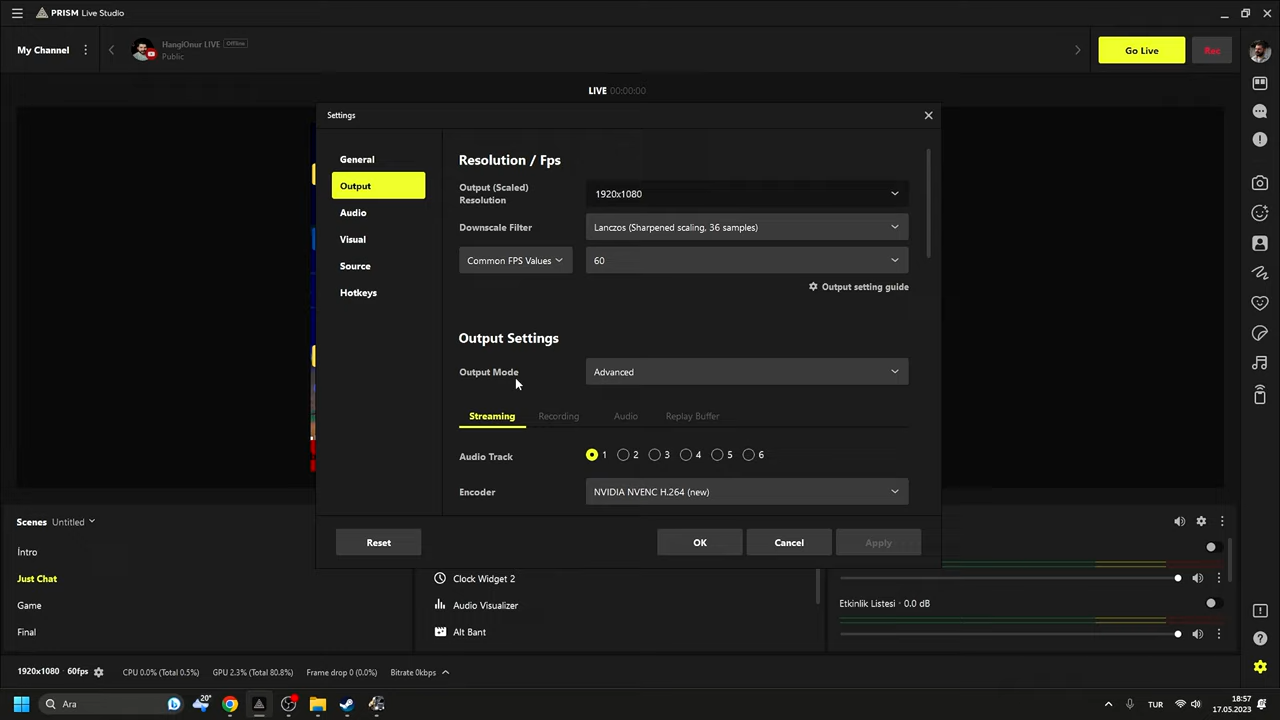 PRISM Live Studio
My Channel
HangiOnur LIVE Offline
Public
Go Live
Rec
LIVE 00:00:00
Settings
General
Output
Audio
Visual
Source
Hotkeys
Resolution / Fps
Output (Scaled)
Resolution
1920x1080
Downscale Filter
Lanczos (Sharpened scaling, 36 samples)
Common FPS Values
60
Output setting guide
Output Settings
Output Mode
Advanced
Streaming Recording Audio Replay Buffer
Audio Track
1 2 3 4 5 6
Encoder
NVIDIA NVENC H.264 (new)
Reset
OK
Cancel
Apply
Scenes Untitled
İntro
Just Chat
Game
Final
Clock Widget 2
Audio Visualizer
Alt Bant
Etkinlik Listesi - 0.0 dB
1920x1080 60fps
CPU 0.0% (Total 0.5%)
GPU 2.3% (Total 80.8%)
Frame drop 0 (0.0%)
Bitrate 0kbps
Ara
20°
TUR
18:57
17.05.2023